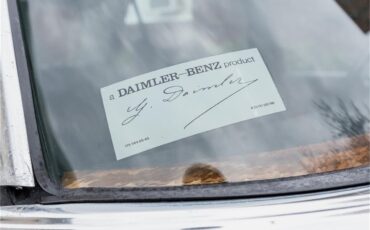 a DAIMLER-BENZ product
G. Daimler